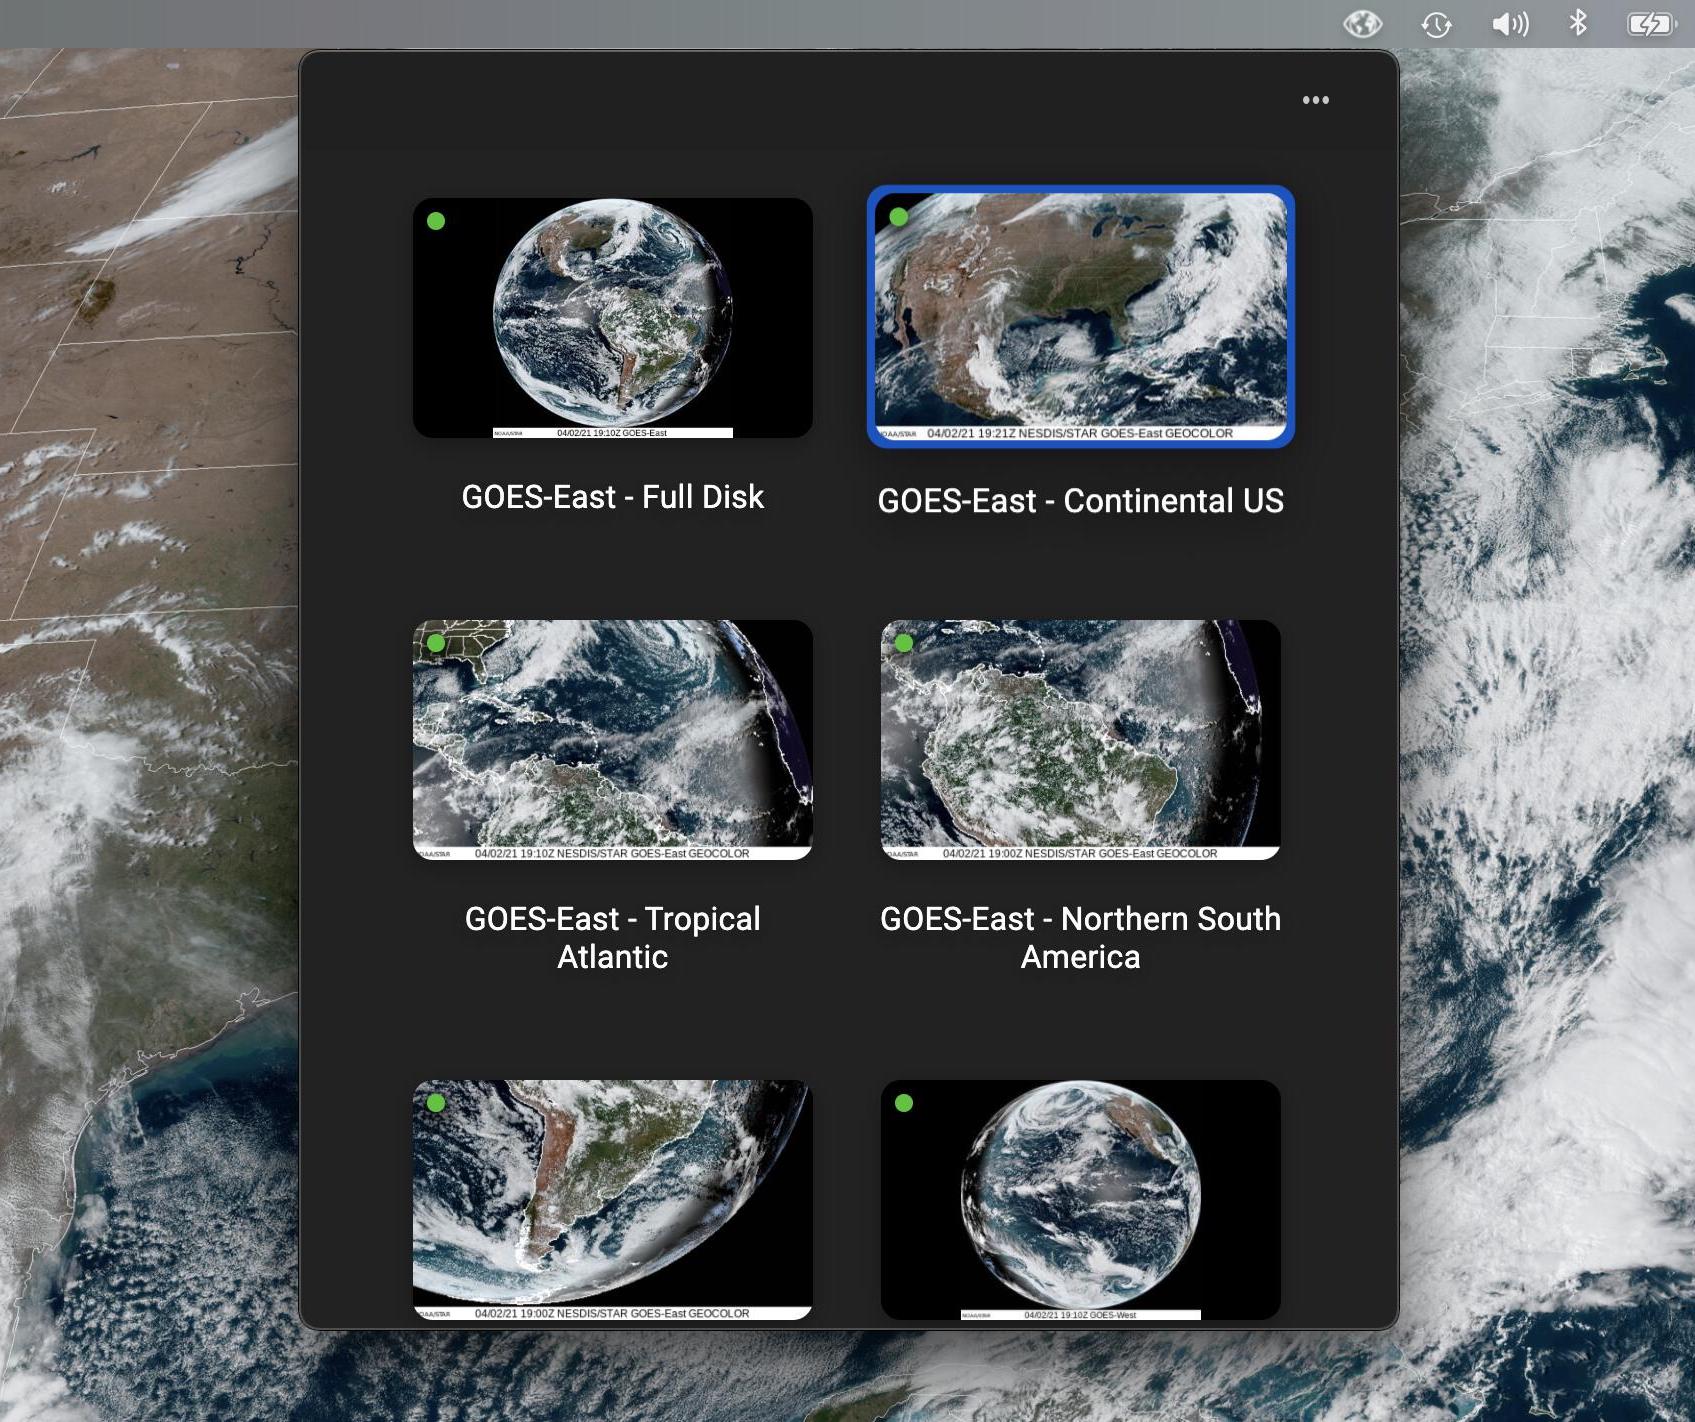 NOAA/STAR 04/02/21 19:10Z GOES-East
OAA/STAR 04/02/21 19:21Z NESDIS/STAR GOES-East GEOCOLOR
GOES-East - Full Disk
GOES-East - Continental US
OAA/STAR 04/02/21 19:10Z NESDIS/STAR GOES-East GEOCOLOR
OAA/STAR 04/02/21 19:00Z NESDIS/STAR GOES-East GEOCOLOR
GOES-East - Tropical
Atlantic
GOES-East - Northern South
America
OAA/STAR 04/02/21 19:00Z NESDIS/STAR GOES-East GEOCOLOR
NOAA/STAR 04/02/21 19:10Z GOES-West